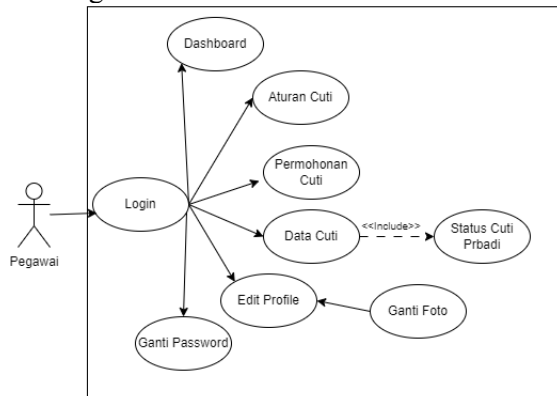 Dashboard
Aturan Cuti
Permohonan
Cuti
Login
Pegawai
Data Cuti
<<Include>>
Status Cuti
Prbadi
Edit Profile
Ganti Foto
Ganti Password